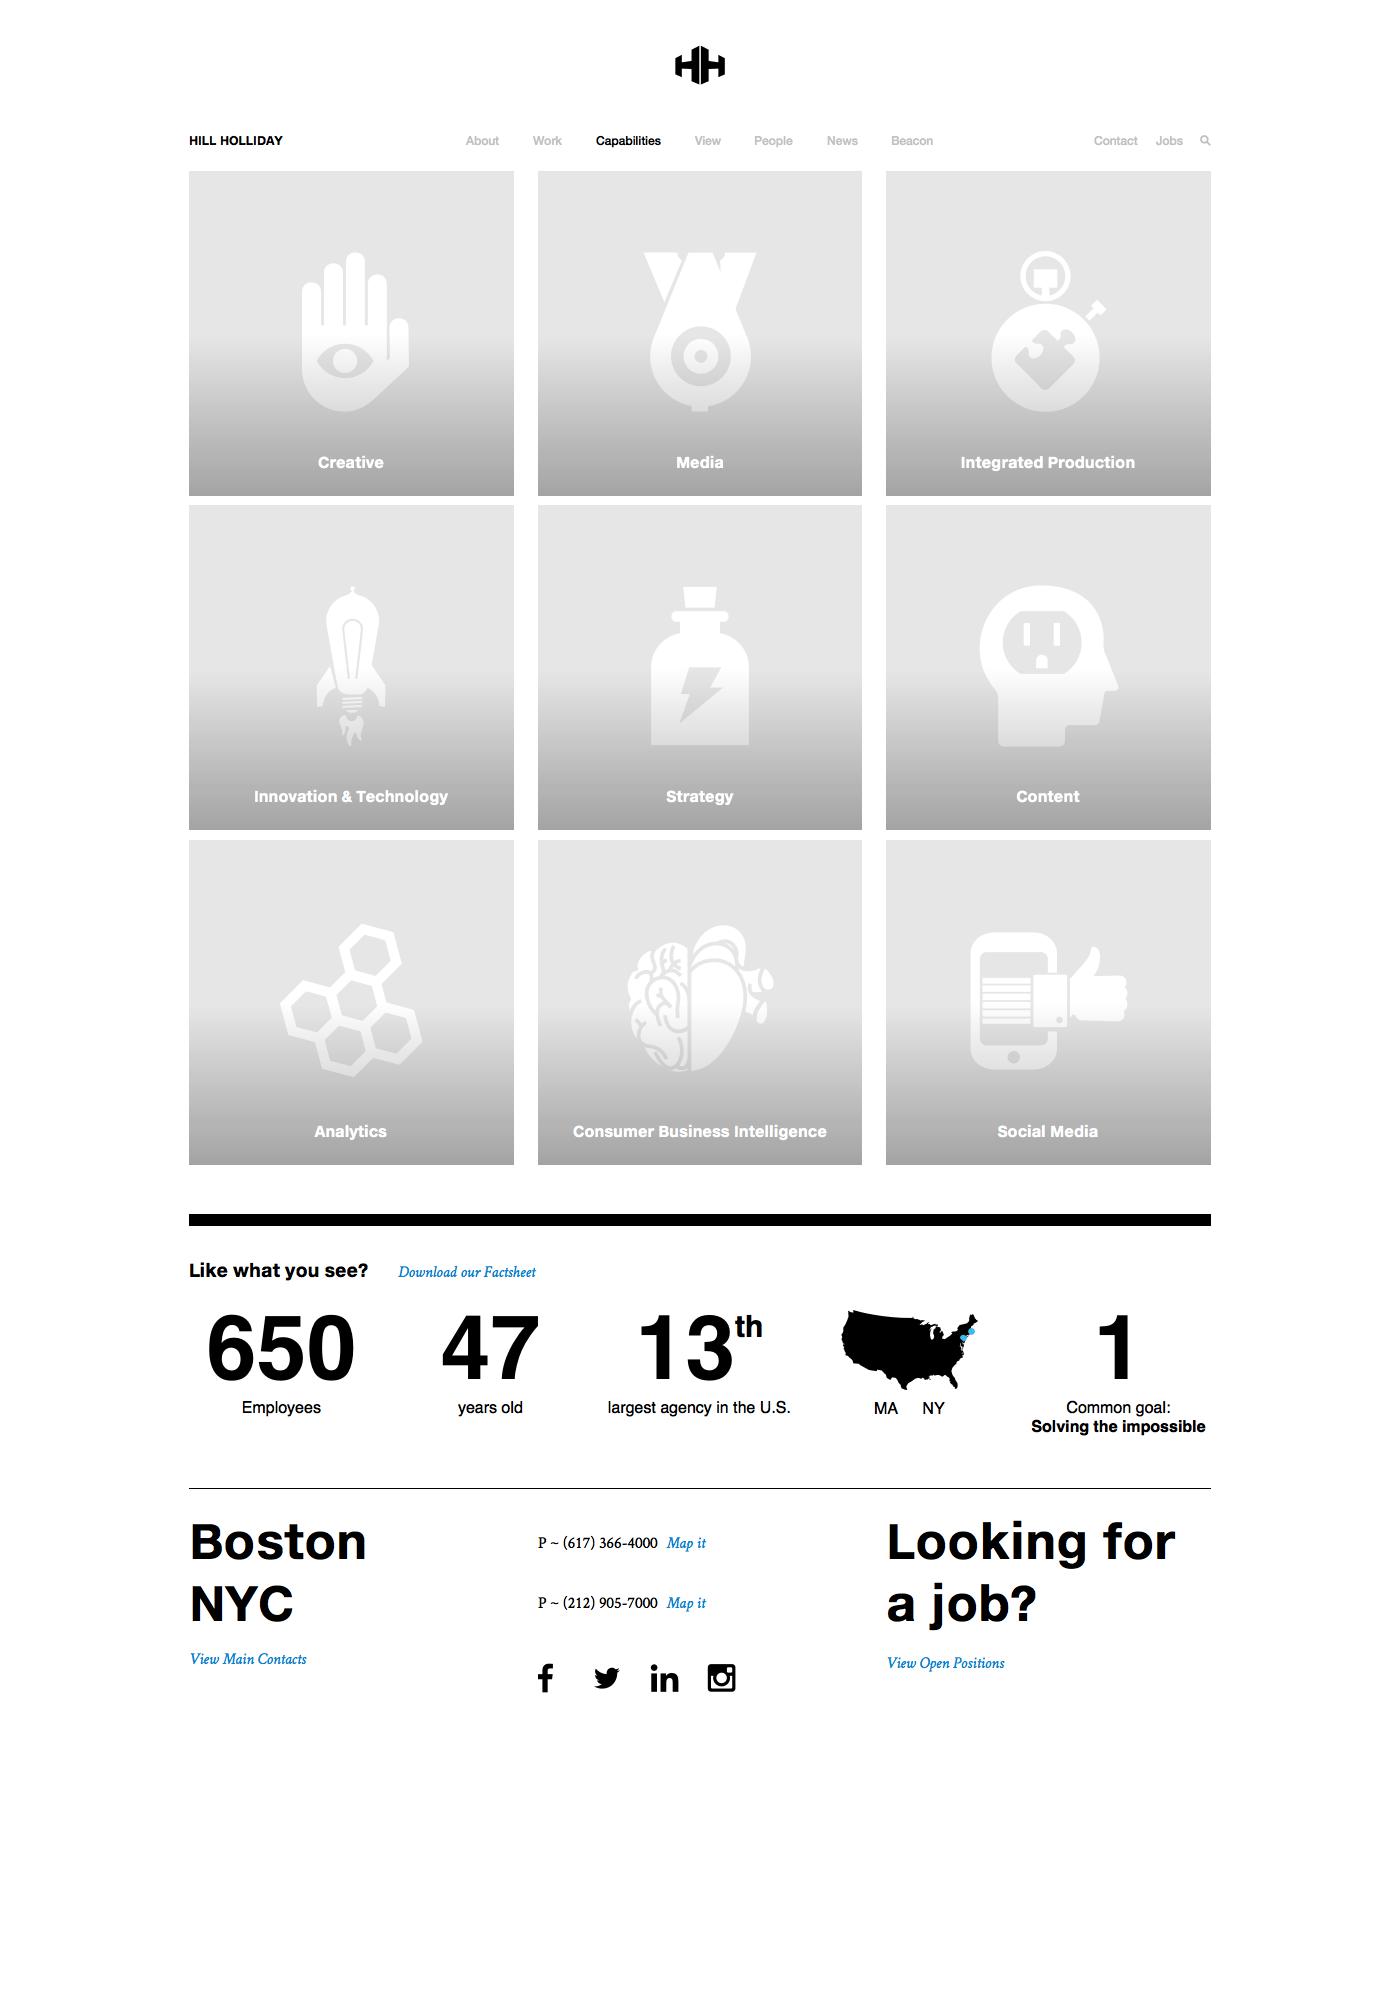 HILL HOLLIDAY About Work Capabilities View People News Beacon Contact Jobs
Creative
Media
Integrated Production
Innovation & Technology
Strategy
Content
Analytics
Consumer Business Intelligence
Social Media
Like what you see? Download our Factsheet
650
Employees
47
years old
13th
largest agency in the U.S.
MA NY
1
Common goal:
Solving the impossible
Boston
NYC
View Main Contacts
P ~ (617) 366-4000 Map it
P ~ (212) 905-7000 Map it
Looking for
a job?
View Open Positions